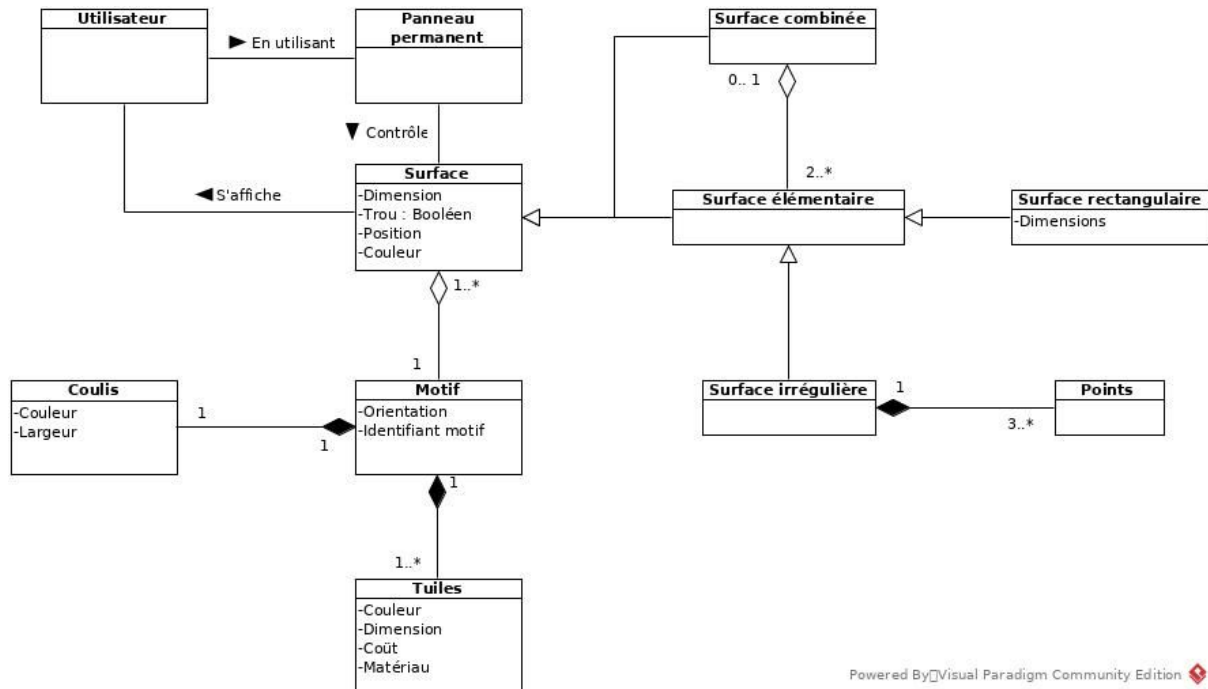 Utilisateur
Panneau
permanent
En utilisant
Surface combinée
0.. 1
2..*
Contrôle
S'affiche
Surface
-Dimension
-Trou : Booléen
-Position
-Couleur
Surface élémentaire
Surface rectangulaire
-Dimensions
1..*
1
Coulis
-Couleur
-Largeur
1
1
Motif
-Orientation
-Identifiant motif
Surface irrégulière
1
3..*
Points
1
1..*
Tuiles
-Couleur
-Dimension
-Coüt
-Matériau
Powered By□Visual Paradigm Community Edition